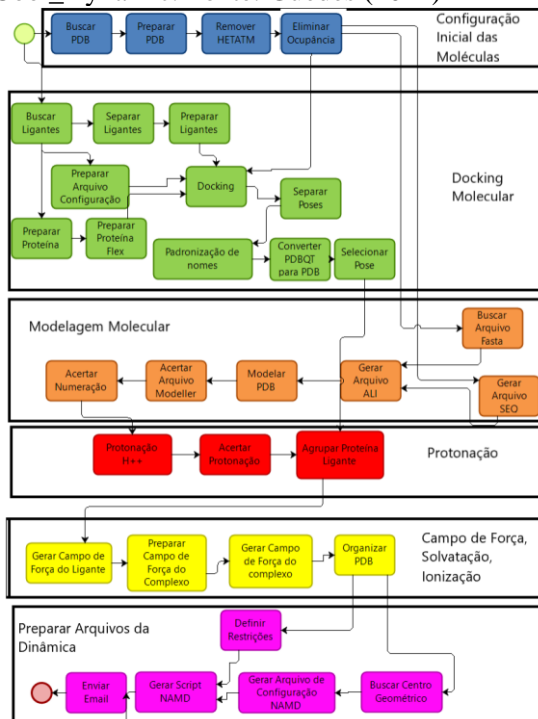 Buscar
PDB
Preparar
PDB
Remover
HETATM
Eliminar
Ocupância
Configuração
Inicial das
Moléculas
Buscar
Ligantes
Separar
Ligantes
Preparar
Ligantes
Preparar
Arquivo
Configuração
Docking
Separar
Poses
Docking
Molecular
Preparar
Proteína
Preparar
Proteína
Flex
Padronização de
nomes
Converter
PDBQT
para PDB
Selecionar
Pose
Modelagem Molecular
Buscar
Arquivo
Fasta
Acertar
Numeração
Acertar
Arquivo
Modeller
Modelar
PDB
Gerar
Arquivo
ALI
Gerar
Arquivo
SEQ
Protonação
H++
Acertar
Protonação
Agrupar Proteína
Ligante
Protonação
Gerar Campo de
Força do Ligante
Preparar
Campo de
Força do
Complexo
Gerar Campo
de Força do
complexo
Organizar
PDB
Campo de Força,
Solvatação,
Ionização
Preparar Arquivos da
Dinâmica
Definir
Restrições
Enviar
Email
Gerar Script
NAMD
Gerar Arquivo de
Configuração
NAMD
Buscar Centro
Geométrico